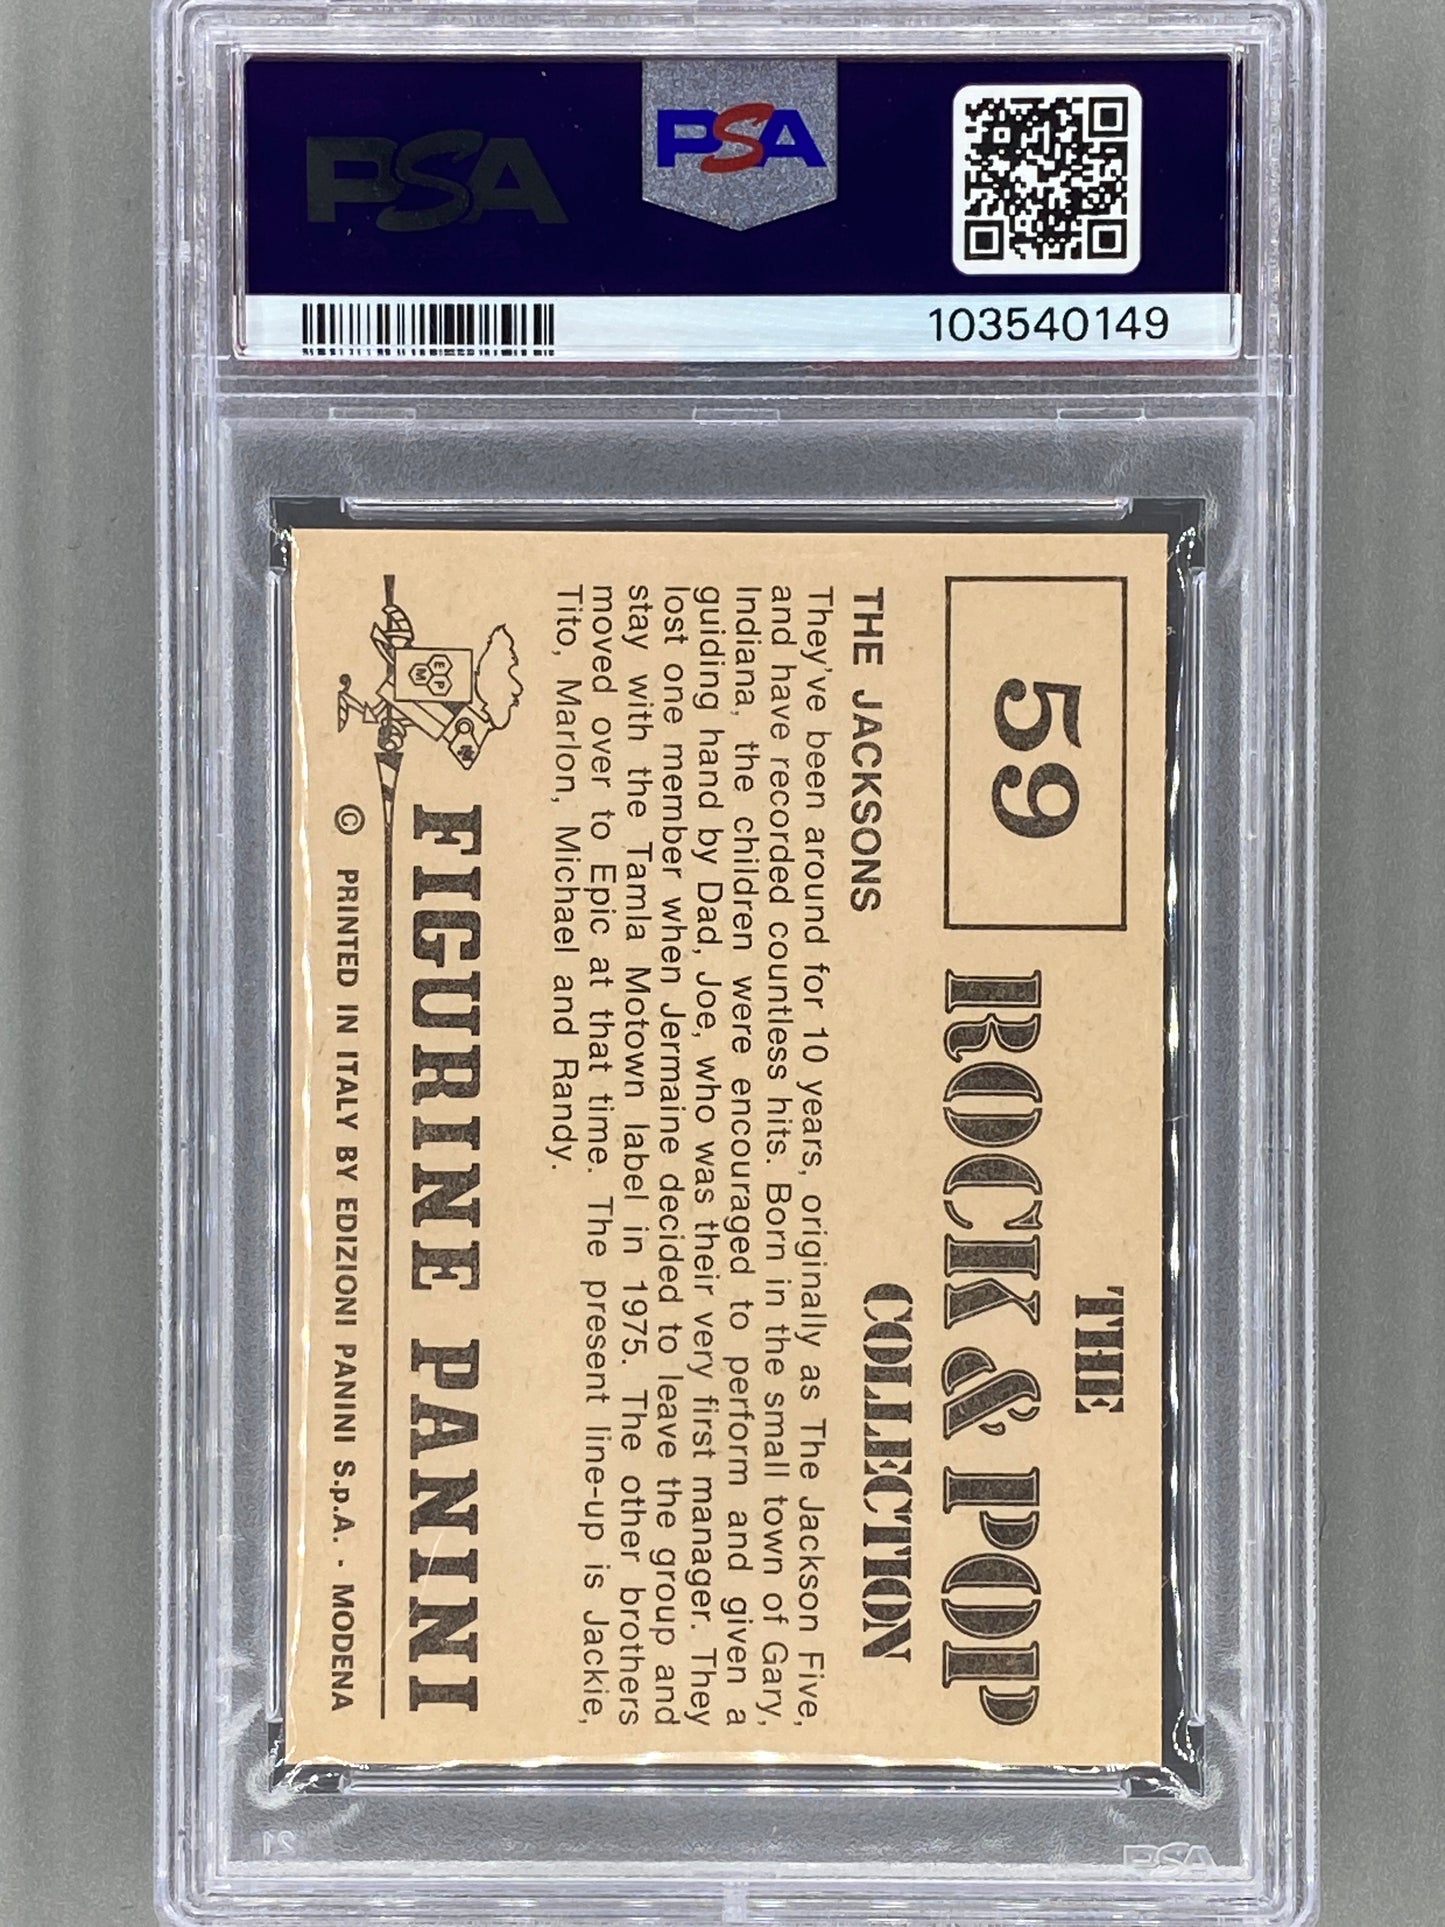 PSA
PSA
103540149
59
THE
ROCK & POP
COLLECTION
THE JACKSONS
They've been around for 10 years, originally as The Jackson Five,
and have recorded countless hits. Born in the small town of Gary,
Indiana, the children were encouraged to perform and given a
guiding hand by Dad, Joe, who was their very first manager. They
lost one member when Jermaine decided to leave the group and
stay with the Tamla Motown label in 1975. The other brothers
moved over to Epic at that time. The present line-up is Jackie,
Tito, Marlon, Michael and Randy.
E P M
FIGURINE PANINI
© PRINTED IN ITALY BY EDIZIONI PANINI S.p.A. - MODENA
21
PSA